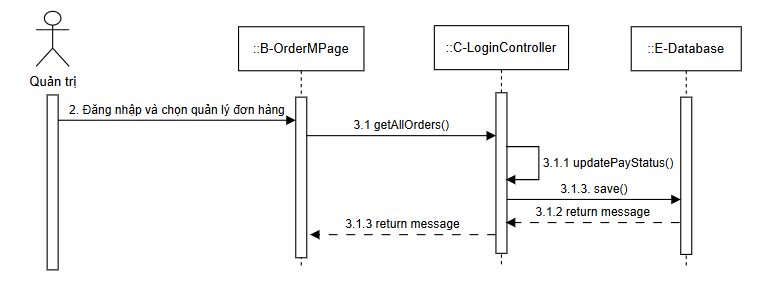 ::B-OrderMPage
::C-LoginController
::E-Database
Quản trị
2. Đăng nhập và chọn quản lý đơn hàng
3.1 getAllOrders()
3.1.1 updatePayStatus()
3.1.3. save()
3.1.2 return message
3.1.3 return message